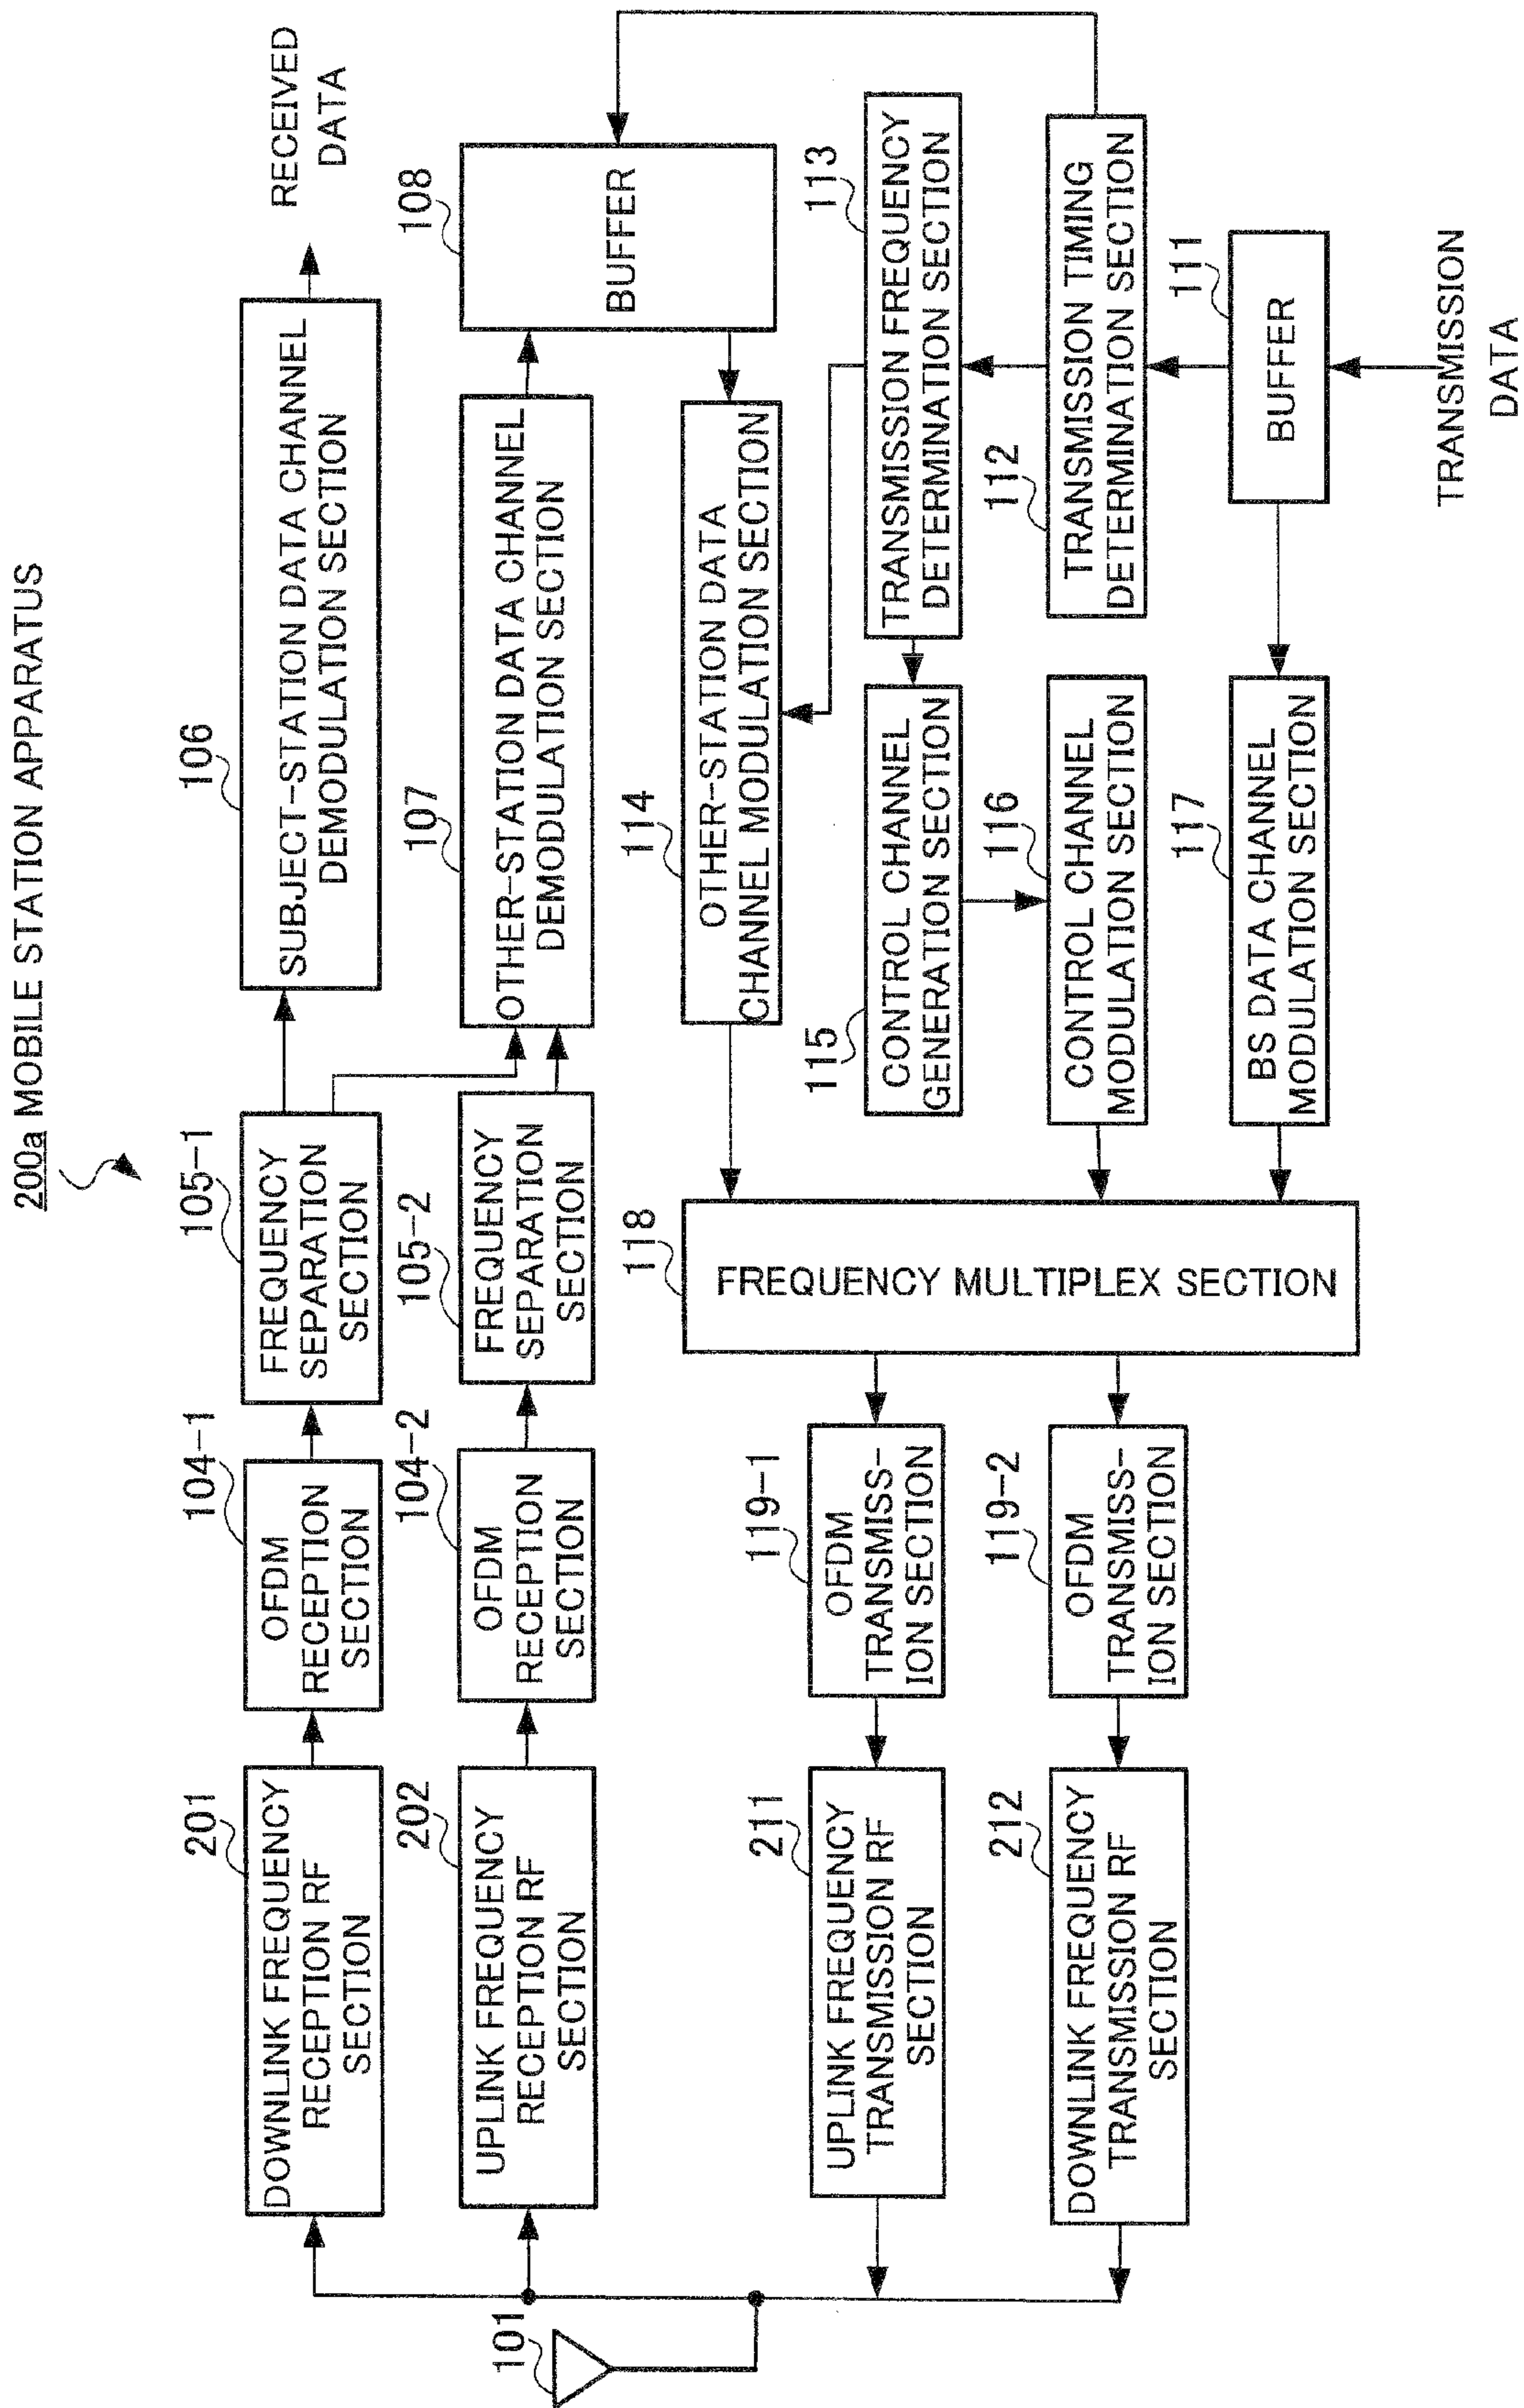 200a MOBILE STATION APPARATUS
101
201
DOWNLINK FREQUENCY
RECEPTION RF
SECTION
104-1
OFDM
RECEPTION
SECTION
105-1
FREQUENCY
SEPARATION
SECTION
106
SUBJECT-STATION DATA CHANNEL
DEMODULATION SECTION
RECEIVED
DATA
202
UPLINK FREQUENCY
RECEPTION RF
SECTION
104-2
OFDM
RECEPTION
SECTION
105-2
FREQUENCY
SEPARATION
SECTION
107
OTHER-STATION DATA CHANNEL
DEMODULATION SECTION
108
BUFFER
114
OTHER-STATION DATA
CHANNEL MODULATION SECTION
118
FREQUENCY MULTIPLEX SECTION
211
UPLINK FREQUENCY
TRANSMISSION RF
SECTION
119-1
OFDM
TRANSMISS-
ION SECTION
115
CONTROL CHANNEL
GENERATION SECTION
113
TRANSMISSION FREQUENCY
DETERMINATION SECTION
212
DOWNLINK FREQUENCY
TRANSMISSION RF
SECTION
119-2
OFDM
TRANSMISS-
ION SECTION
116
CONTROL CHANNEL
MODULATION SECTION
112
TRANSMISSION TIMING
DETERMINATION SECTION
117
BS DATA CHANNEL
MODULATION SECTION
111
BUFFER
TRANSMISSION
DATA